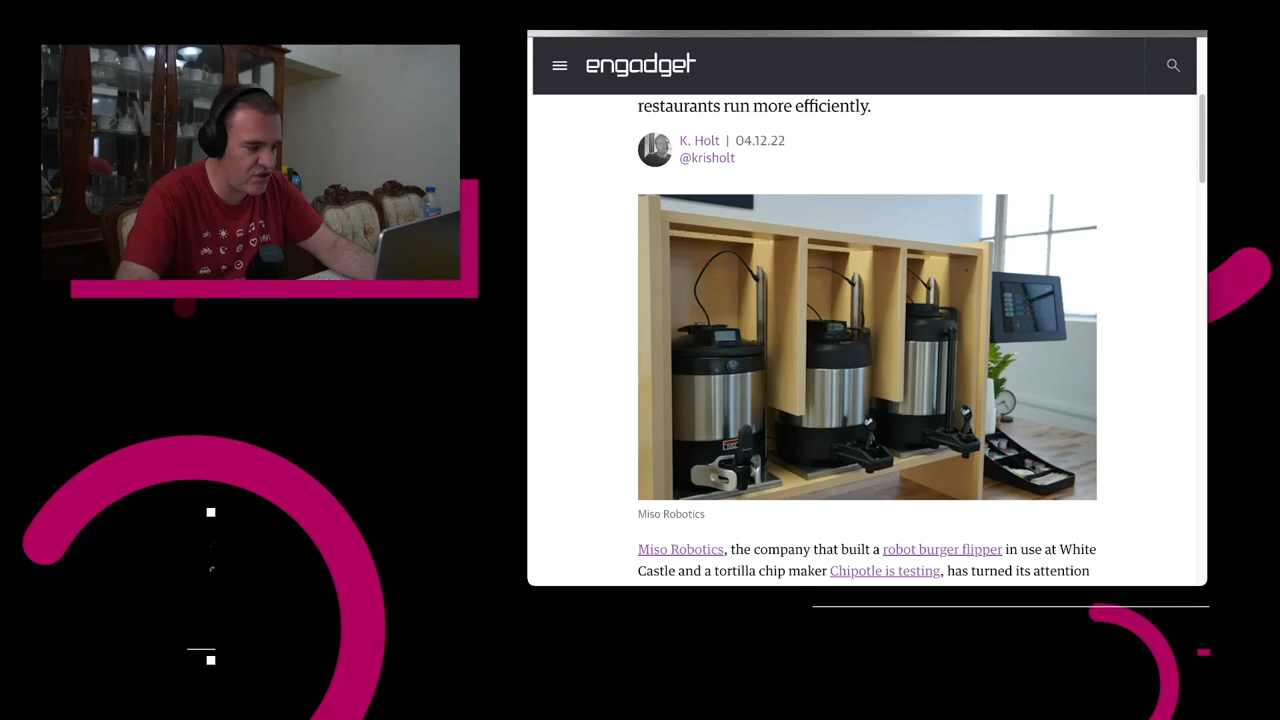 engadget
restaurants run more efficiently.
K. Holt | 04.12.22
@krisholt
Miso Robotics
Miso Robotics, the company that built a robot burger flipper in use at White
Castle and a tortilla chip maker Chipotle is testing, has turned its attention